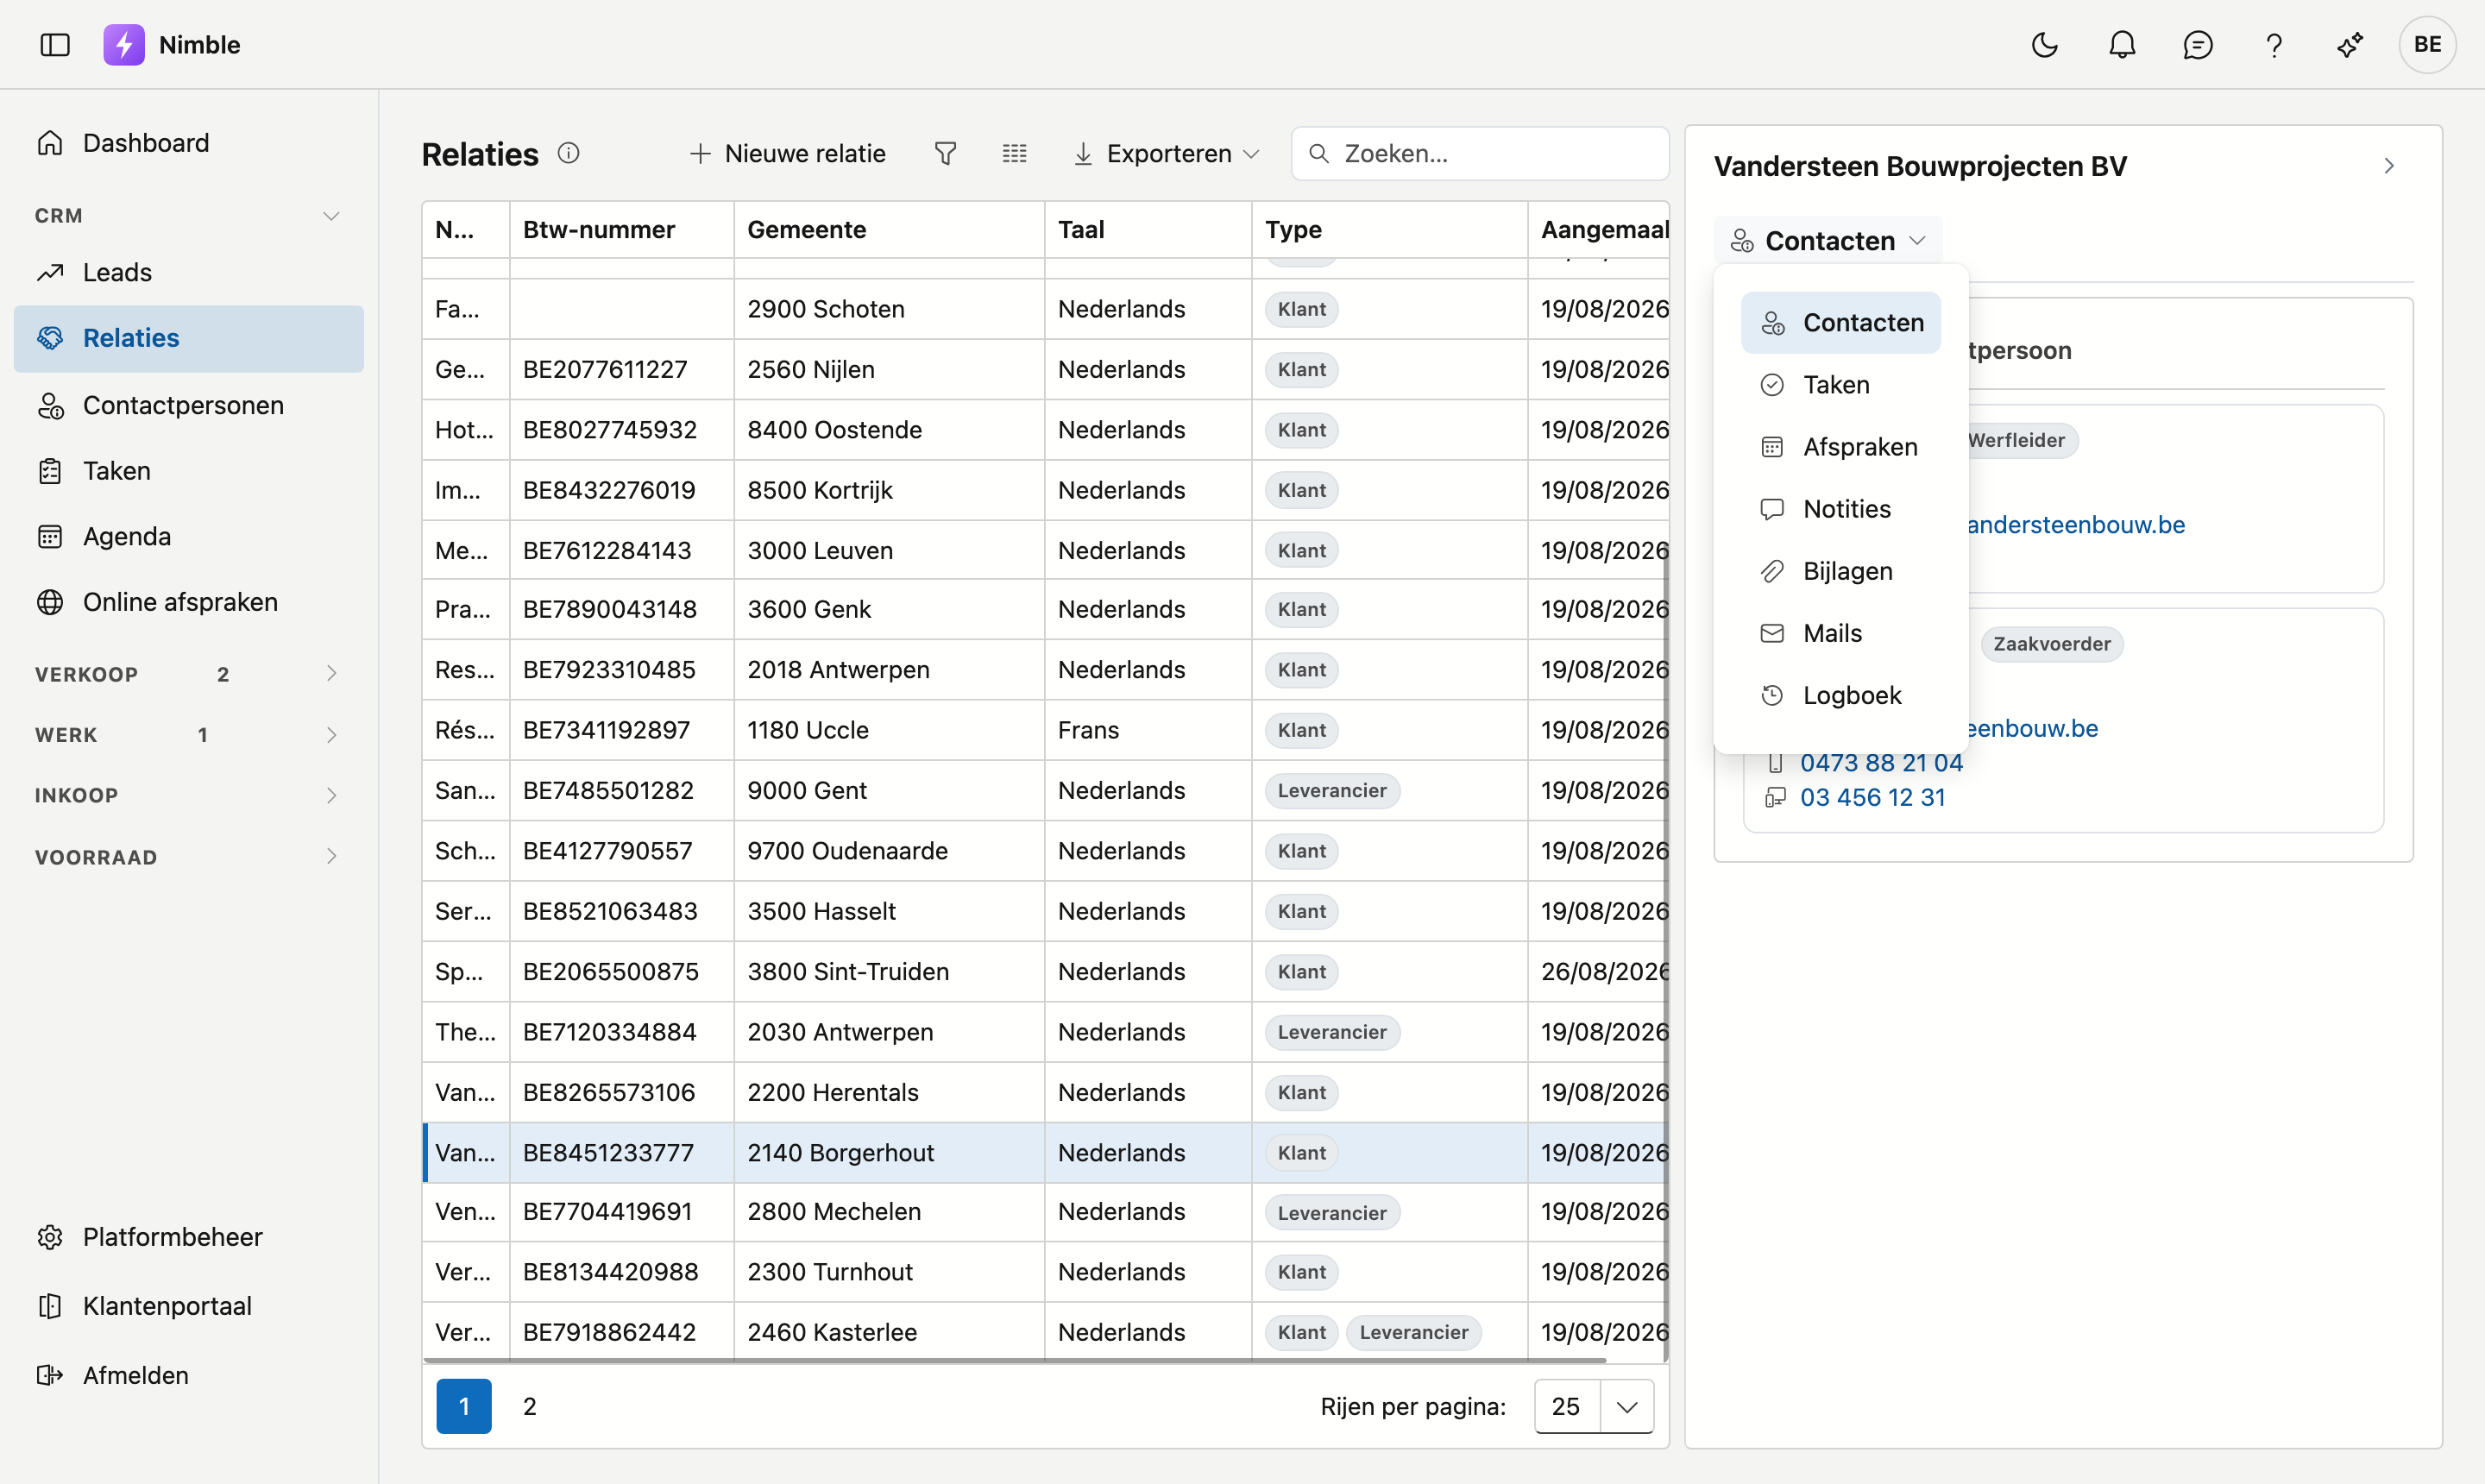 Nimble
BE
Dashboard
CRM
Leads
Relaties
Contactpersonen
Taken
Agenda
Online afspraken
VERKOOP 2
WERK 1
INKOOP
VOORRAAD
Platformbeheer
Klantenportaal
Afmelden
Relaties
Nieuwe relatie
Exporteren
Zoeken...
N... Btw-nummer Gemeente Taal Type Aangemaal
Fa... 2900 Schoten Nederlands Klant 19/08/2026
Ge... BE2077611227 2560 Nijlen Nederlands Klant 19/08/2026
Hot... BE8027745932 8400 Oostende Nederlands Klant 19/08/2026
Im... BE8432276019 8500 Kortrijk Nederlands Klant 19/08/2026
Me... BE7612284143 3000 Leuven Nederlands Klant 19/08/2026
Pra... BE7890043148 3600 Genk Nederlands Klant 19/08/2026
Res... BE7923310485 2018 Antwerpen Nederlands Klant 19/08/2026
Rés... BE7341192897 1180 Uccle Frans Klant 19/08/2026
San... BE7485501282 9000 Gent Nederlands Leverancier 19/08/2026
Sch... BE4127790557 9700 Oudenaarde Nederlands Klant 19/08/2026
Ser... BE8521063483 3500 Hasselt Nederlands Klant 19/08/2026
Sp... BE2065500875 3800 Sint-Truiden Nederlands Klant 26/08/2026
The... BE7120334884 2030 Antwerpen Nederlands Leverancier 19/08/2026
Van... BE8265573106 2200 Herentals Nederlands Klant 19/08/2026
Van... BE8451233777 2140 Borgerhout Nederlands Klant 19/08/2026
Ven... BE7704419691 2800 Mechelen Nederlands Leverancier 19/08/2026
Ver... BE8134420988 2300 Turnhout Nederlands Klant 19/08/2026
Ver... BE7918862442 2460 Kasterlee Nederlands Klant Leverancier 19/08/2026
1 2
Rijen per pagina: 25
Vandersteen Bouwprojecten BV
Contacten
Contacten
Taken
Afspraken
Notities
Bijlagen
Mails
Logboek
tpersoon
Werfleider
andersteenbouw.be
Zaakvoerder
eenbouw.be
0473 88 21 04
03 456 12 31